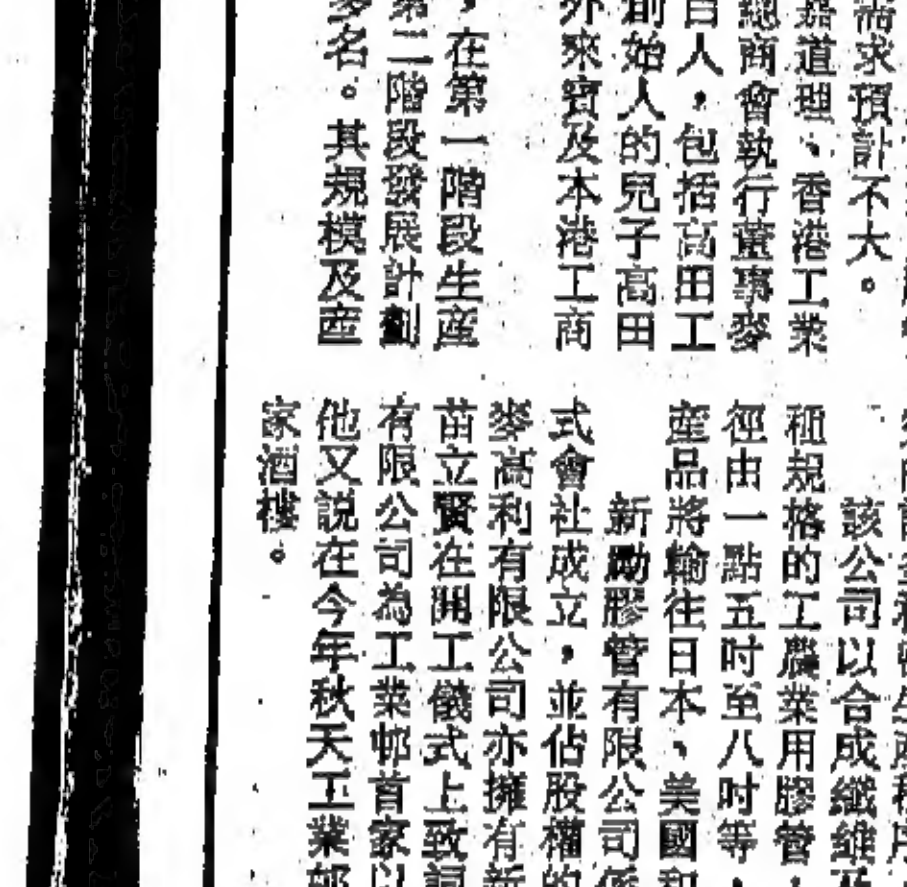 需求預計不大。
嘉道理、香港工業
總商會執行董事麥
自人，包括高田工
創始人的兒子高田
外來賓及本港工商
，在第一階段生產
第二階段發展計劃
多名。其規模及產
該公司以合成纖維
種規格的工農業用膠管，
徑由一點五吋至八吋等，
產品將輸往日本、美國和
新勵膠管有限公司係
式會社成立，並佔股權的
麥高利有限公司亦擁有新
苗立賢在開工儀式上致詞
有限公司為工業邨首家以
他又説在今年秋天工業邨
家酒樓。